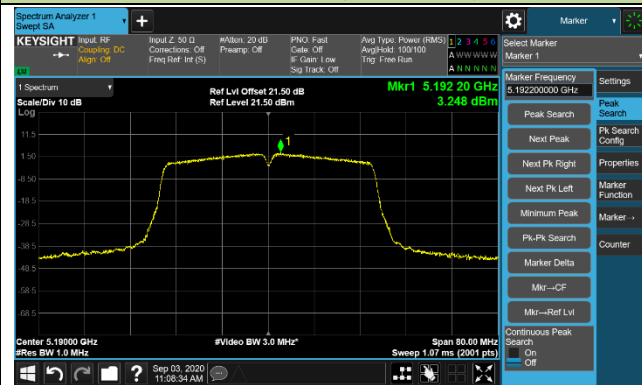 Spectrum Analyzer 1
Swept SA
+
Marker
KEYSIGHT
Input: RF
Coupling: DC
Align: Off
Input Z: 50 Ω
Corrections: Off
Freq Ref: Int (S)
#Atten: 20 dB
Preamp: Off
PNO: Fast
Gate: Off
IF Gain: Low
Sig Track: Off
Avg Type: Power (RMS)
Avg|Hold: 100/100
Trig: Free Run
1 2 3 4 5 6
A W W W W W
A N N N N N
Select Marker
Marker 1
1 Spectrum
Scale/Div 10 dB
Log
Ref Lvl Offset 21.50 dB
Ref Level 21.50 dBm
Mkr1 5.192 20 GHz
3.248 dBm
1
11.5
1.50
-8.50
-18.5
-28.5
-38.5
-48.5
-58.5
-68.5
Center 5.19000 GHz
#Res BW 1.0 MHz
#Video BW 3.0 MHz*
Span 80.00 MHz
Sweep 1.07 ms (2001 pts)
Marker Frequency
5.192200000 GHz
Peak Search
Next Peak
Next Pk Right
Next Pk Left
Minimum Peak
Pk-Pk Search
Marker Delta
Mkr→CF
Mkr→Ref Lvl
Continuous Peak
Search
On
Off
Settings
Peak
Search
Pk Search
Config
Properties
Marker
Function
Marker→
Counter
?
Sep 03, 2020
11:08:34 AM